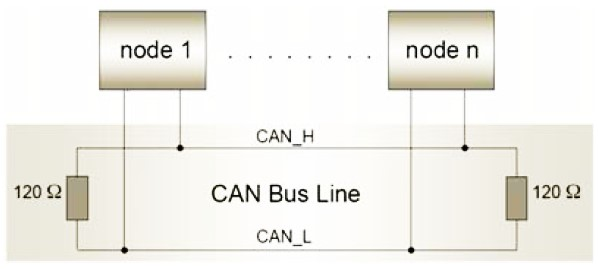 node 1 . . . . . . . . node n
CAN_H
120 Ω CAN Bus Line 120 Ω
CAN_L